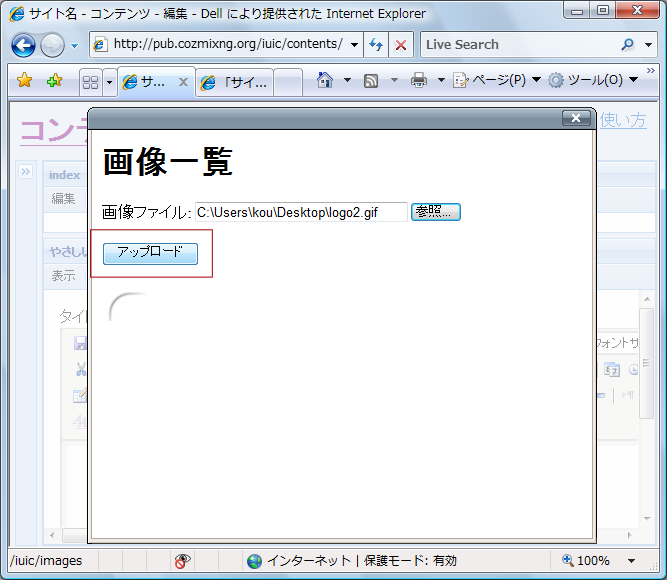 サイト名 - コンテンツ - 編集 - Dell により提供された Internet Explorer
http://pub.cozmixng.org/iuic/contents/
Live Search
サ...
「サイ...
ページ(P)
ツール(O)
コンテ
使い方
index
編集
やさしい
表示
タイ
フォントサ
画像一覧
画像ファイル: C:\Users\kou\Desktop\logo2.gif 参照...
アップロード
/iuic/images
インターネット | 保護モード: 有効
100%